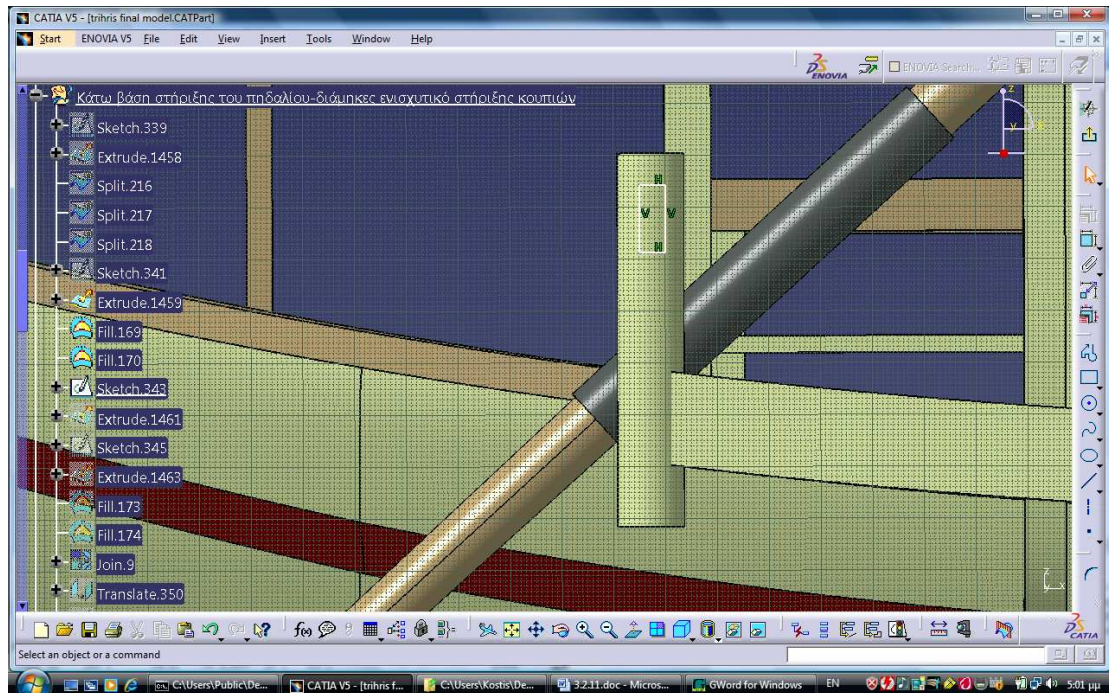 CATIA V5 - [trihris final model.CATPart]
Start ENOVIA V5 File Edit View Insert Tools Window Help
ENOVIA
ENOVIA Search...
Κάτω βάση στήριξης του πηδαλίου-διάμηκες ενισχυτικό στήριξης κουπιών
Sketch.339
Extrude.1458
Split.216
Split.217
Split.218
Sketch.341
Extrude.1459
Fill.169
Fill.170
Sketch.343
Extrude.1461
Sketch.345
Extrude.1463
Fill.173
Fill.174
Join.9
Translate.350
H
V V
H
z
y
z
x
f(x)
CATIA
Select an object or a command
C:\Users\Public\De...
CATIA V5 - [trihris f...
C:\Users\Kostis\De...
3.2.11.doc - Micros...
GWord for Windows
EN
5:01 μμ